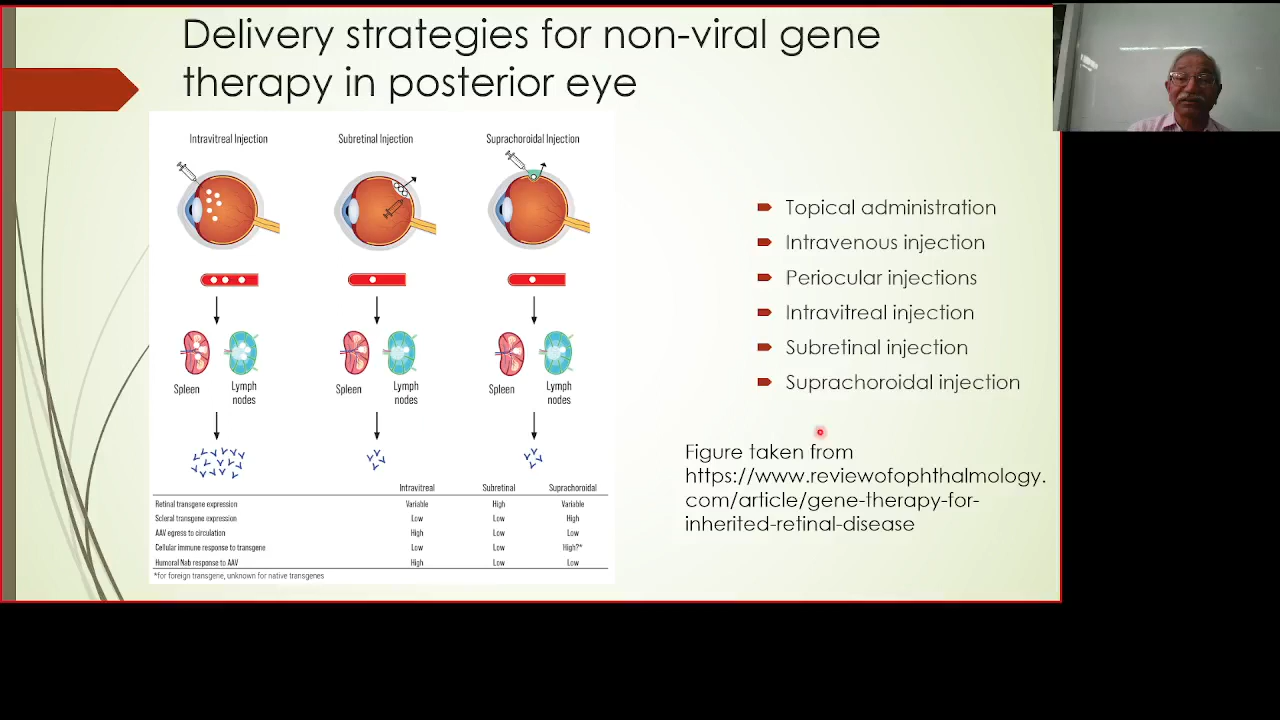 Delivery strategies for non-viral gene
therapy in posterior eye
Intravitreal Injection
Subretinal Injection
Suprachoroidal Injection
Spleen
Lymph
nodes
Spleen
Lymph
nodes
Spleen
Lymph
nodes
Intravitreal Subretinal Suprachoroidal
Retinal transgene expression Variable High Variable
Scleral transgene expression Low Low High
AAV egress to circulation High Low Low
Cellular immune response to transgene Low Low High?*
Humoral Nab response to AAV High Low Low
*for foreign transgene, unknown for native transgenes
Topical administration
Intravenous injection
Periocular injections
Intravitreal injection
Subretinal injection
Suprachoroidal injection
Figure taken from
https://www.reviewofophthalmology.
com/article/gene-therapy-for-
inherited-retinal-disease